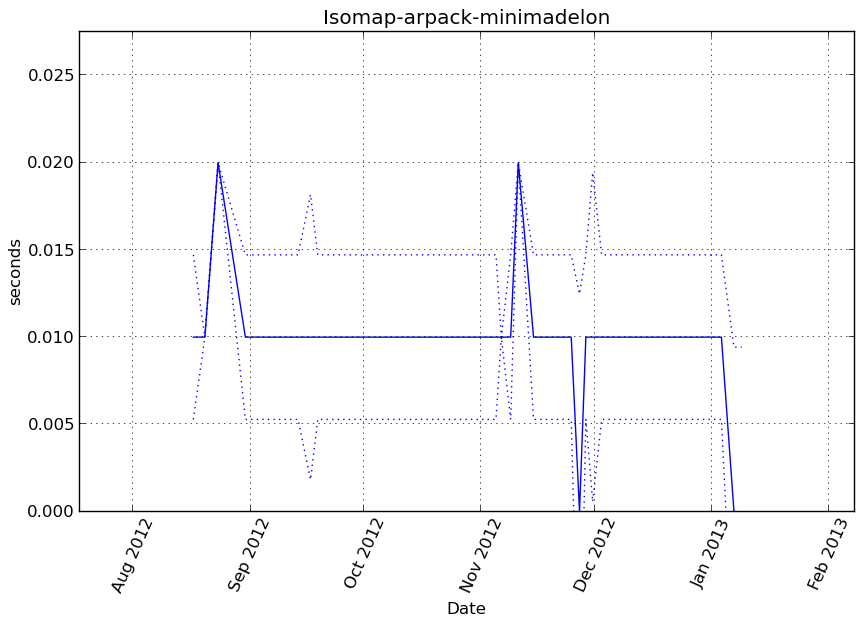 Isomap-arpack-minimadelon
0.025
0.020
0.015
0.010
0.005
0.000
seconds
Aug 2012
Sep 2012
Oct 2012
Nov 2012
Dec 2012
Jan 2013
Feb 2013
Date